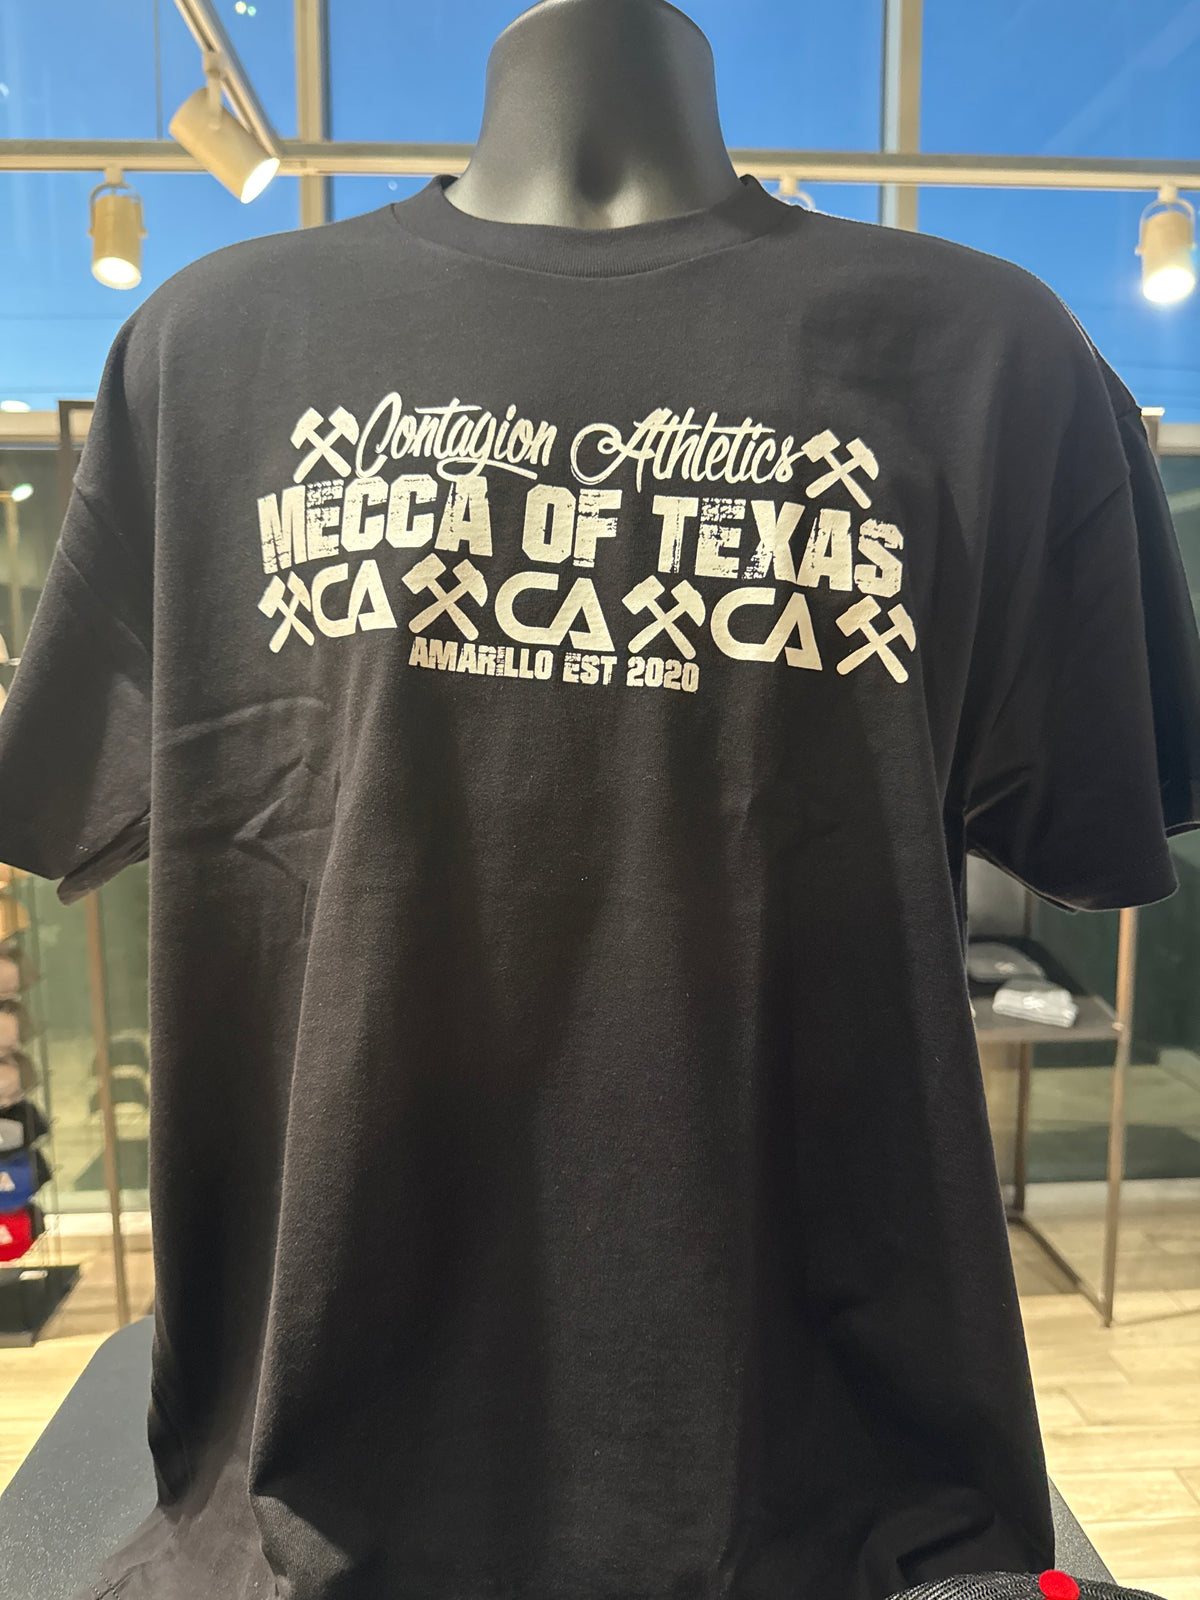 Contagion Athletics
MECCA OF TEXAS
CA CA CA
AMARILLO EST 2020